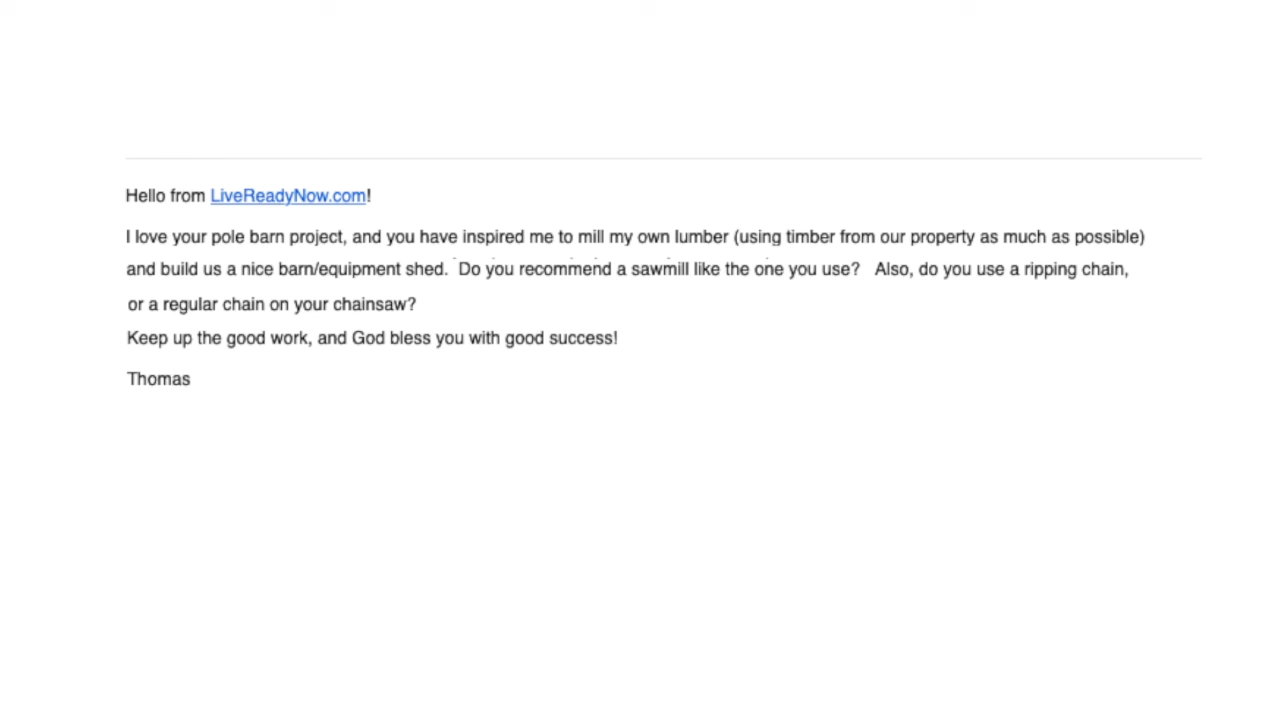 Hello from LiveReadyNow.com!
I love your pole barn project, and you have inspired me to mill my own lumber (using timber from our property as much as possible)
and build us a nice barn/equipment shed.  Do you recommend a sawmill like the one you use?   Also, do you use a ripping chain,
or a regular chain on your chainsaw?
Keep up the good work, and God bless you with good success!
Thomas